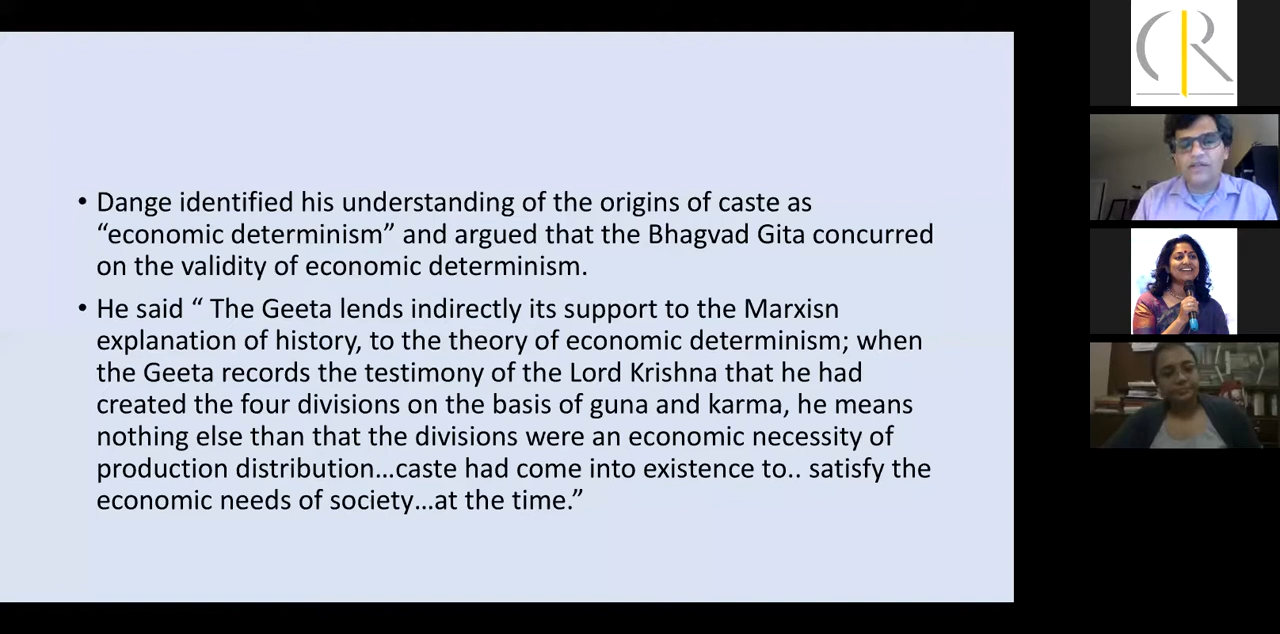 • Dange identified his understanding of the origins of caste as
“economic determinism” and argued that the Bhagvad Gita concurred
on the validity of economic determinism.
• He said “ The Geeta lends indirectly its support to the Marxisn
explanation of history, to the theory of economic determinism; when
the Geeta records the testimony of the Lord Krishna that he had
created the four divisions on the basis of guna and karma, he means
nothing else than that the divisions were an economic necessity of
production distribution…caste had come into existence to.. satisfy the
economic needs of society…at the time.”
CR